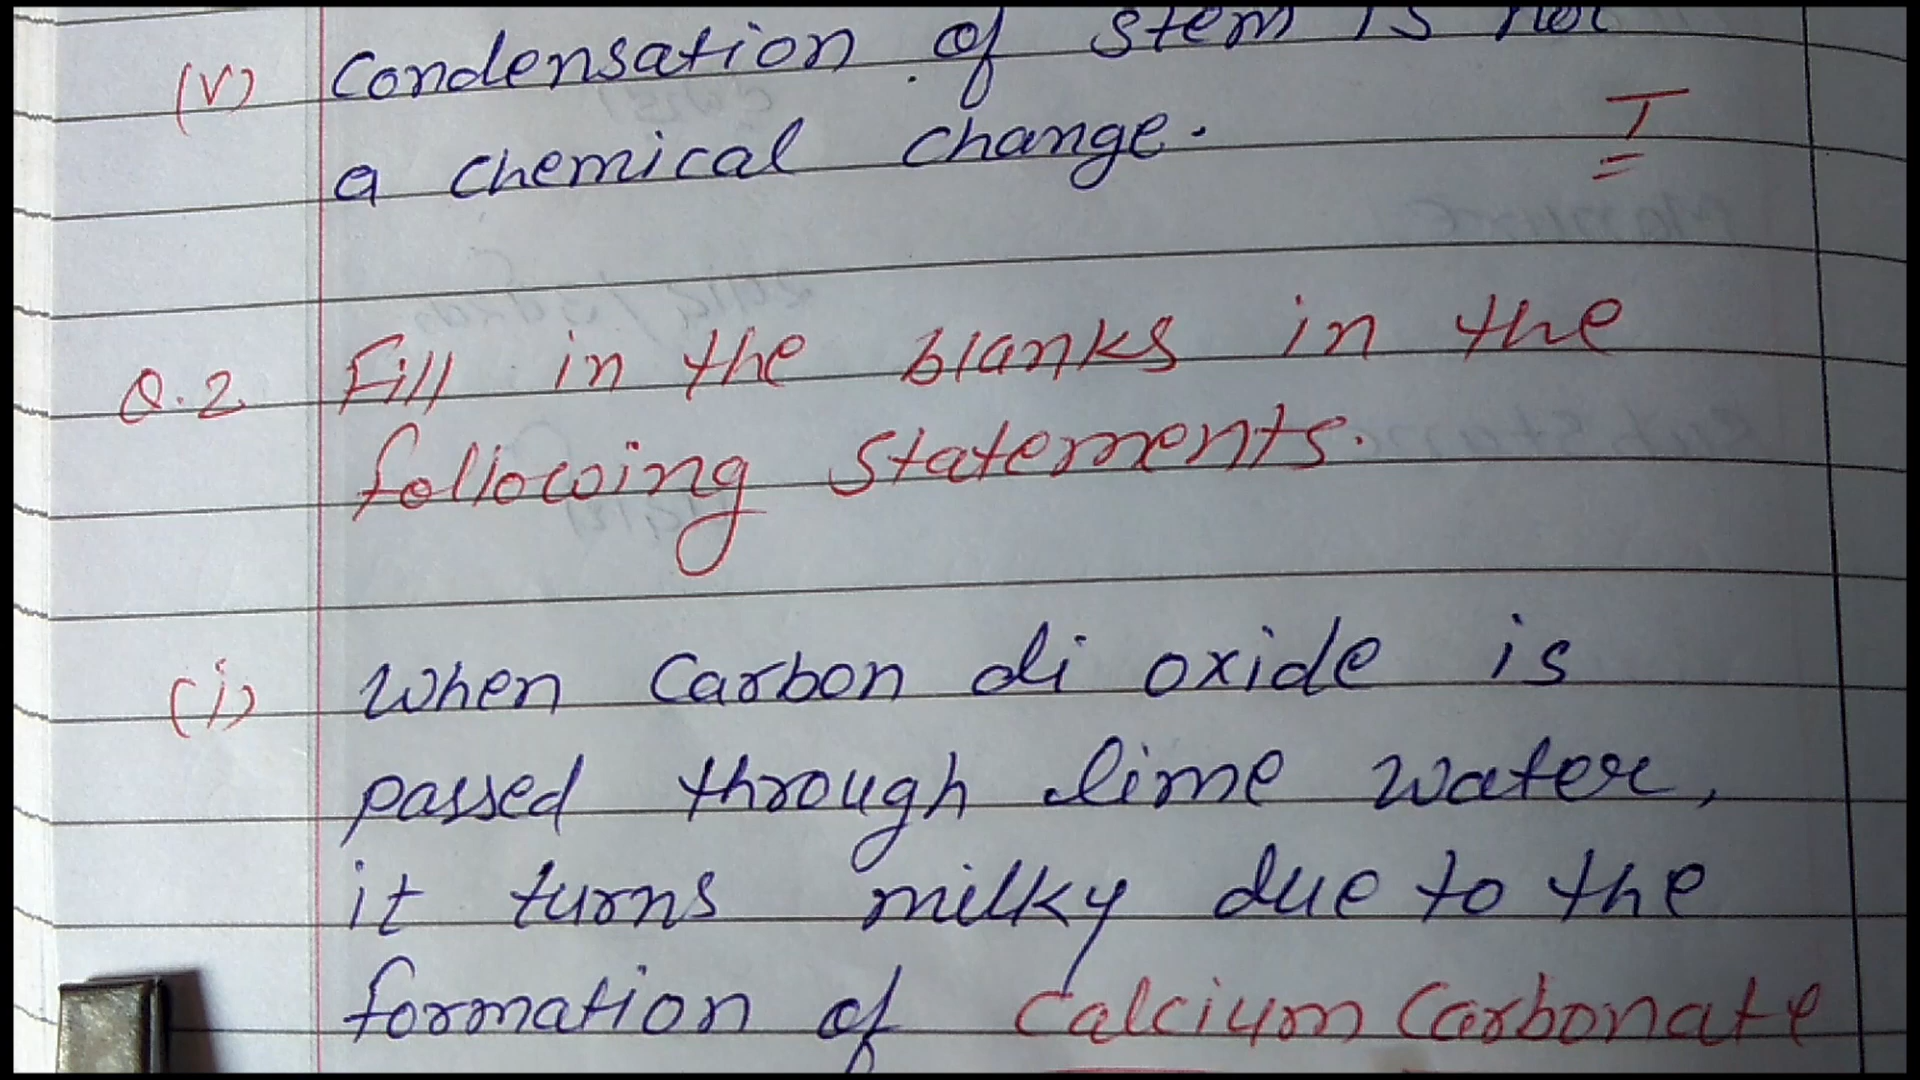 (V) Condensation of stem is not
a chemical change. T
Q.2 Fill in the blanks in the
following statements.
(i) When Carbon di oxide is
passed through lime water,
it turns milky due to the
formation of Calcium Carbonate